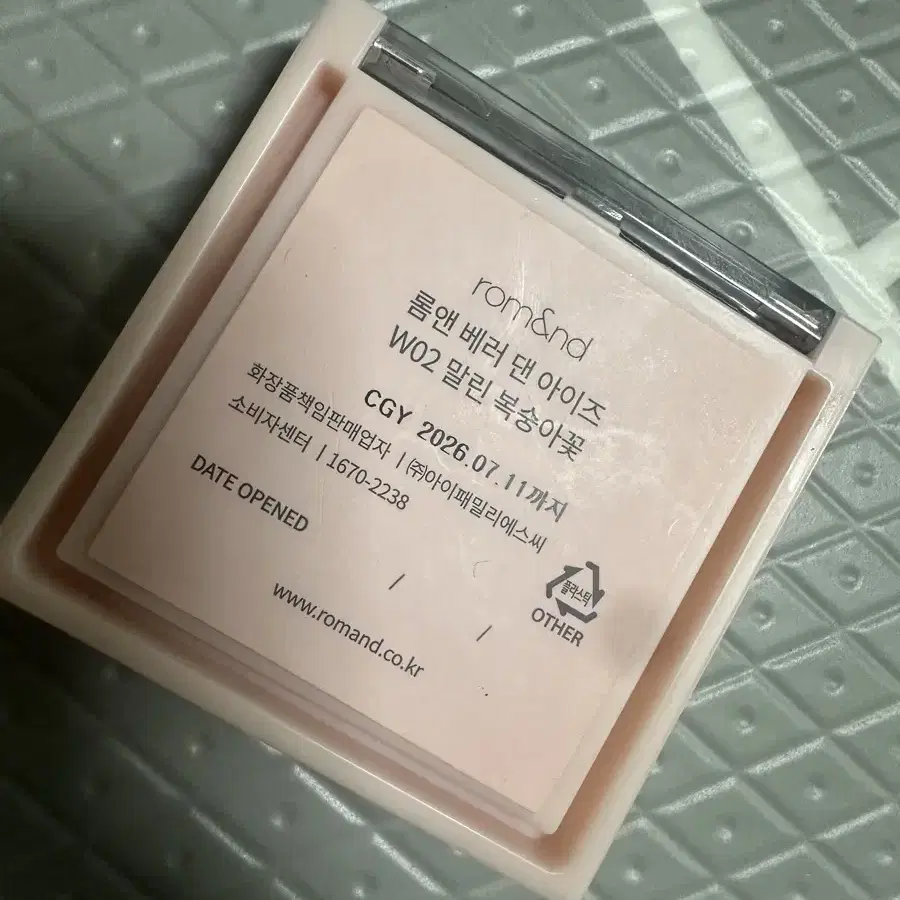 rom&nd
롬앤 베러 댄 아이즈
W02 말린 복숭아꽃
CGY 2026.07.11까지
화장품책임판매업자 | ㈜아이패밀리에스씨
소비자센터 | 1670-2238
DATE OPENED
/ /
플라스틱
OTHER
www.romand.co.kr